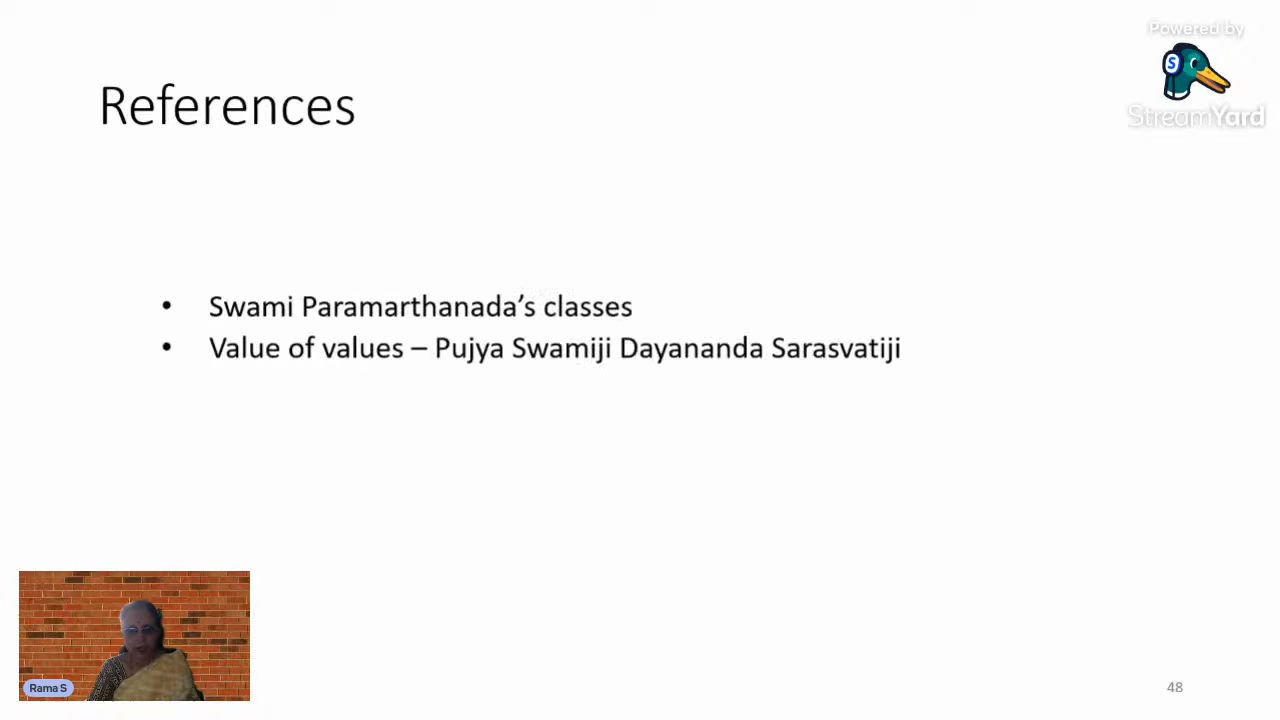 Powered by
StreamYard
References
• Swami Paramarthanada’s classes
• Value of values – Pujya Swamiji Dayananda Sarasvatiji
Rama S
48